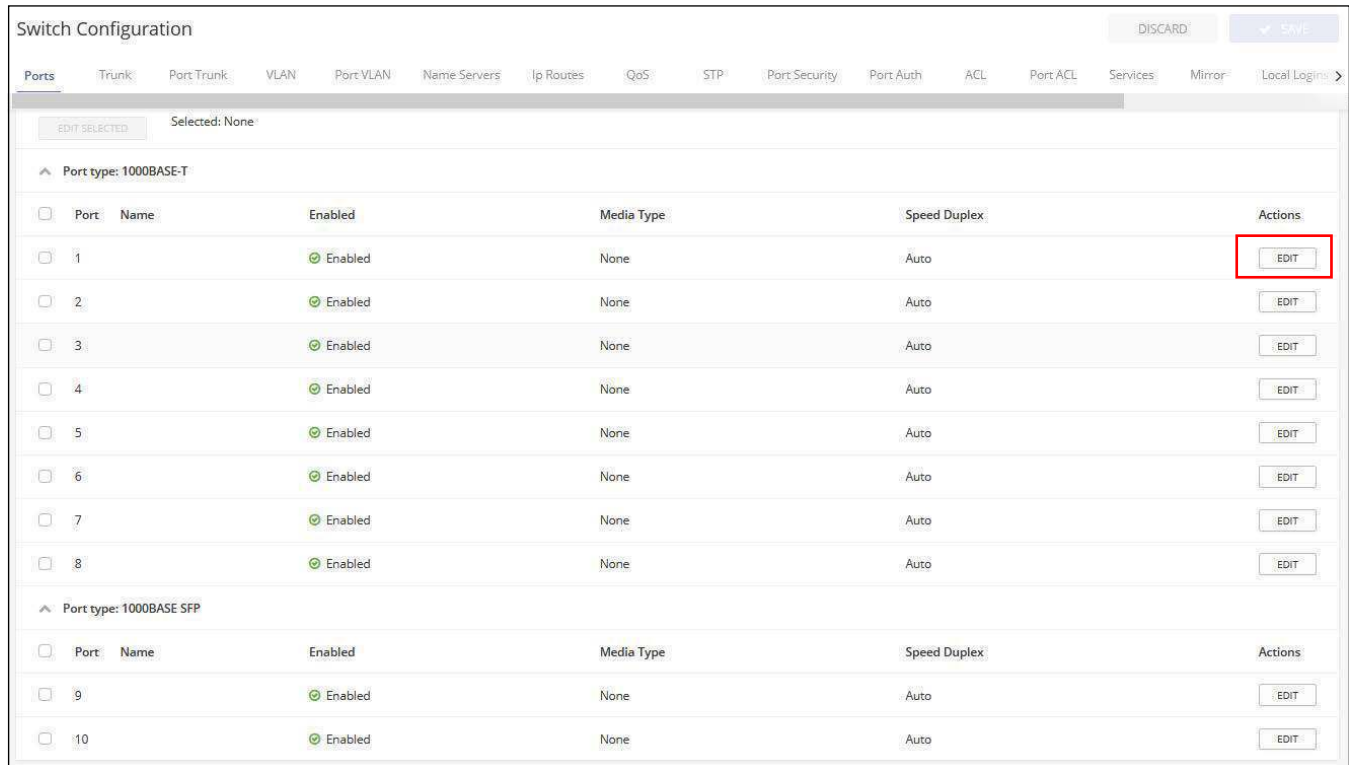 Switch Configuration DISCARD SAVE
Ports Trunk Port Trunk VLAN Port VLAN Name Servers Ip Routes QoS STP Port Security Port Auth ACL Port ACL Services Mirror Local Logins
EDIT SELECTED Selected: None
Port type: 1000BASE-T
Port Name Enabled Media Type Speed Duplex Actions
1 Enabled None Auto EDIT
2 Enabled None Auto EDIT
3 Enabled None Auto EDIT
4 Enabled None Auto EDIT
5 Enabled None Auto EDIT
6 Enabled None Auto EDIT
7 Enabled None Auto EDIT
8 Enabled None Auto EDIT
Port type: 1000BASE SFP
Port Name Enabled Media Type Speed Duplex Actions
9 Enabled None Auto EDIT
10 Enabled None Auto EDIT